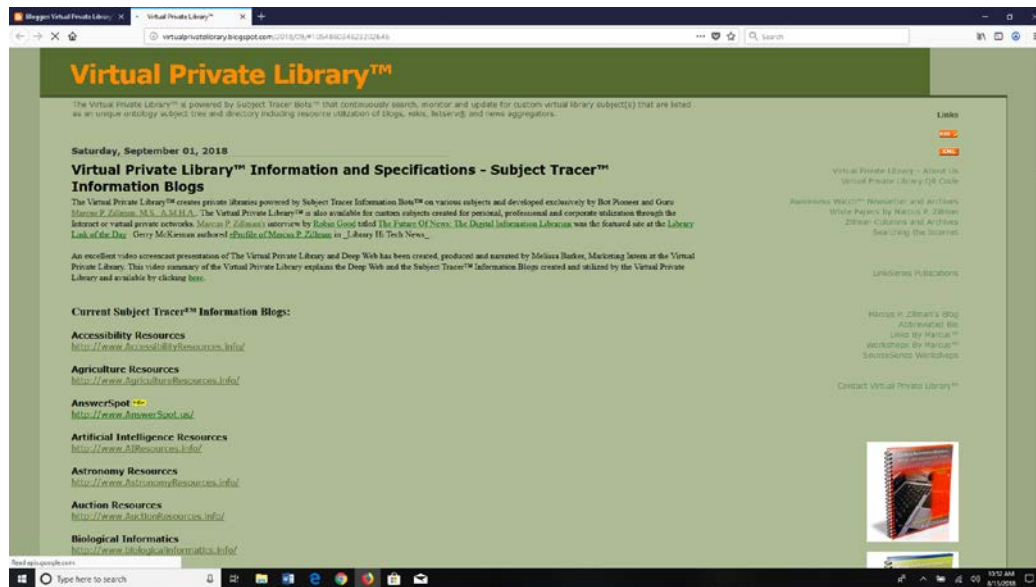 Virtual Private Library™
virtualprivatelibrary.blogspot.com
Search
Virtual Private Library™
The Virtual Private Library™ is powered by Subject Tracer Bots™ that continuously search, monitor and update for custom virtual library subject(s) that are listed
as an unique ontology subject tree and directory including resource utilization of blogs, wikis, listserv® and news aggregators.
Saturday, September 01, 2018
Virtual Private Library™ Information and Specifications - Subject Tracer™
Information Blogs
The Virtual Private Library™ creates private libraries powered by Subject Tracer Information Bots™ on various subjects and developed exclusively by Bot Pioneer and Guru
Marcus P. Zillman, M.S., A.M.H.A.. The Virtual Private Library™ is also available for custom subjects created for personal, professional and corporate utilization through the
Internet or virtual private networks. Marcus P. Zillman's interview by Robin Good titled The Future Of News: The Digital Information Librarian was the featured site at the Library
Link of the Day. Gerry McKiernan authored eProfile of Marcus P. Zillman in _Library Hi Tech News_
An excellent video screencast presentation of The Virtual Private Library and Deep Web has been created, produced and narrated by Melissa Barker, Marketing Intern at the Virtual
Private Library. This video summary of the Virtual Private Library explains the Deep Web and the Subject Tracer™ Information Blogs created and utilized by the Virtual Private
Library and available by clicking here.
Current Subject Tracer™ Information Blogs:
Accessibility Resources
http://www.AccessibilityResources.info/
Agriculture Resources
http://www.AgricultureResources.info/
AnswerSpot
http://www.AnswerSpot.us/
Artificial Intelligence Resources
http://www.AIResources.info/
Astronomy Resources
http://www.AstronomyResources.info/
Auction Resources
http://www.AuctionResources.info/
Biological Informatics
http://www.biologicalinformatics.info/
Links
Virtual Private Library - About Us
Virtual Private Library QR Code
Awareness Watch™ Newsletter and Archives
White Papers by Marcus P. Zillman
Zillman Columns and Archives
Searching the Internet
LinkSeries Publications
Marcus P. Zillman's Blog
Abbreviated Bio
Links By Marcus™
Workshops By Marcus™
SourceSeries Workshops
Contact Virtual Private Library™
Read apis.google.com
Type here to search
10:52 AM
8/15/2018